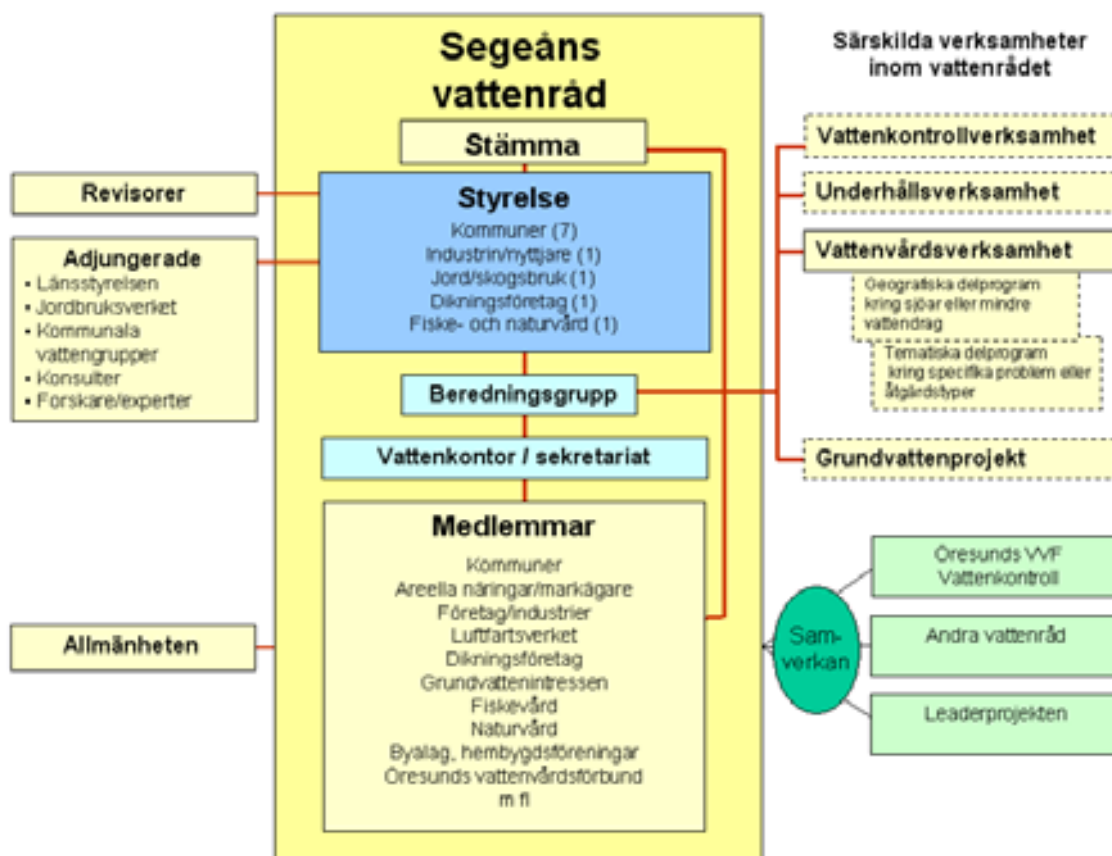 Segeåns
vattenråd
Stämma
Styrelse
Kommuner (7)
Industrin/nyttjare (1)
Jord/skogsbruk (1)
Dikningsföretag (1)
Fiske- och naturvård (1)
Beredningsgrupp
Vattenkontor / sekretariat
Medlemmar
Kommuner
Areella näringar/markägare
Företag/industrier
Luftfartsverket
Dikningsföretag
Grundvattenintressen
Fiskevård
Naturvård
Byalag, hembygdsföreningar
Öresunds vattenvårdsförbund
m fl
Revisorer
Adjungerade
▪ Länsstyrelsen
▪ Jordbruksverket
▪ Kommunala
vattengrupper
▪ Konsulter
▪ Forskare/experter
Allmänheten
Särskilda verksamheter
inom vattenrådet
Vattenkontrollverksamhet
Underhållsverksamhet
Vattenvårdsverksamhet
Geografiska delprogram
kring sjöar eller mindre
vattendrag
Tematiska delprogram
kring specifika problem eller
åtgärdstyper
Grundvattenprojekt
Sam-
verkan
Öresunds VVF
Vattenkontroll
Andra vattenråd
Leaderprojekten